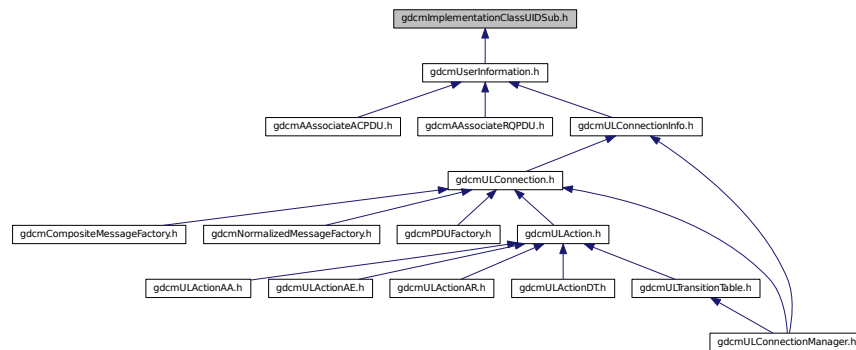 gdcmImplementationClassUIDSub.h
gdcmUserInformation.h
gdcmAAssociateACPDU.h
gdcmAAssociateRQPDU.h
gdcmULConnectionInfo.h
gdcmULConnection.h
gdcmCompositeMessageFactory.h
gdcmNormalizedMessageFactory.h
gdcmPDUFactory.h
gdcmULAction.h
gdcmULActionAA.h
gdcmULActionAE.h
gdcmULActionAR.h
gdcmULActionDT.h
gdcmULTransitionTable.h
gdcmULConnectionManager.h